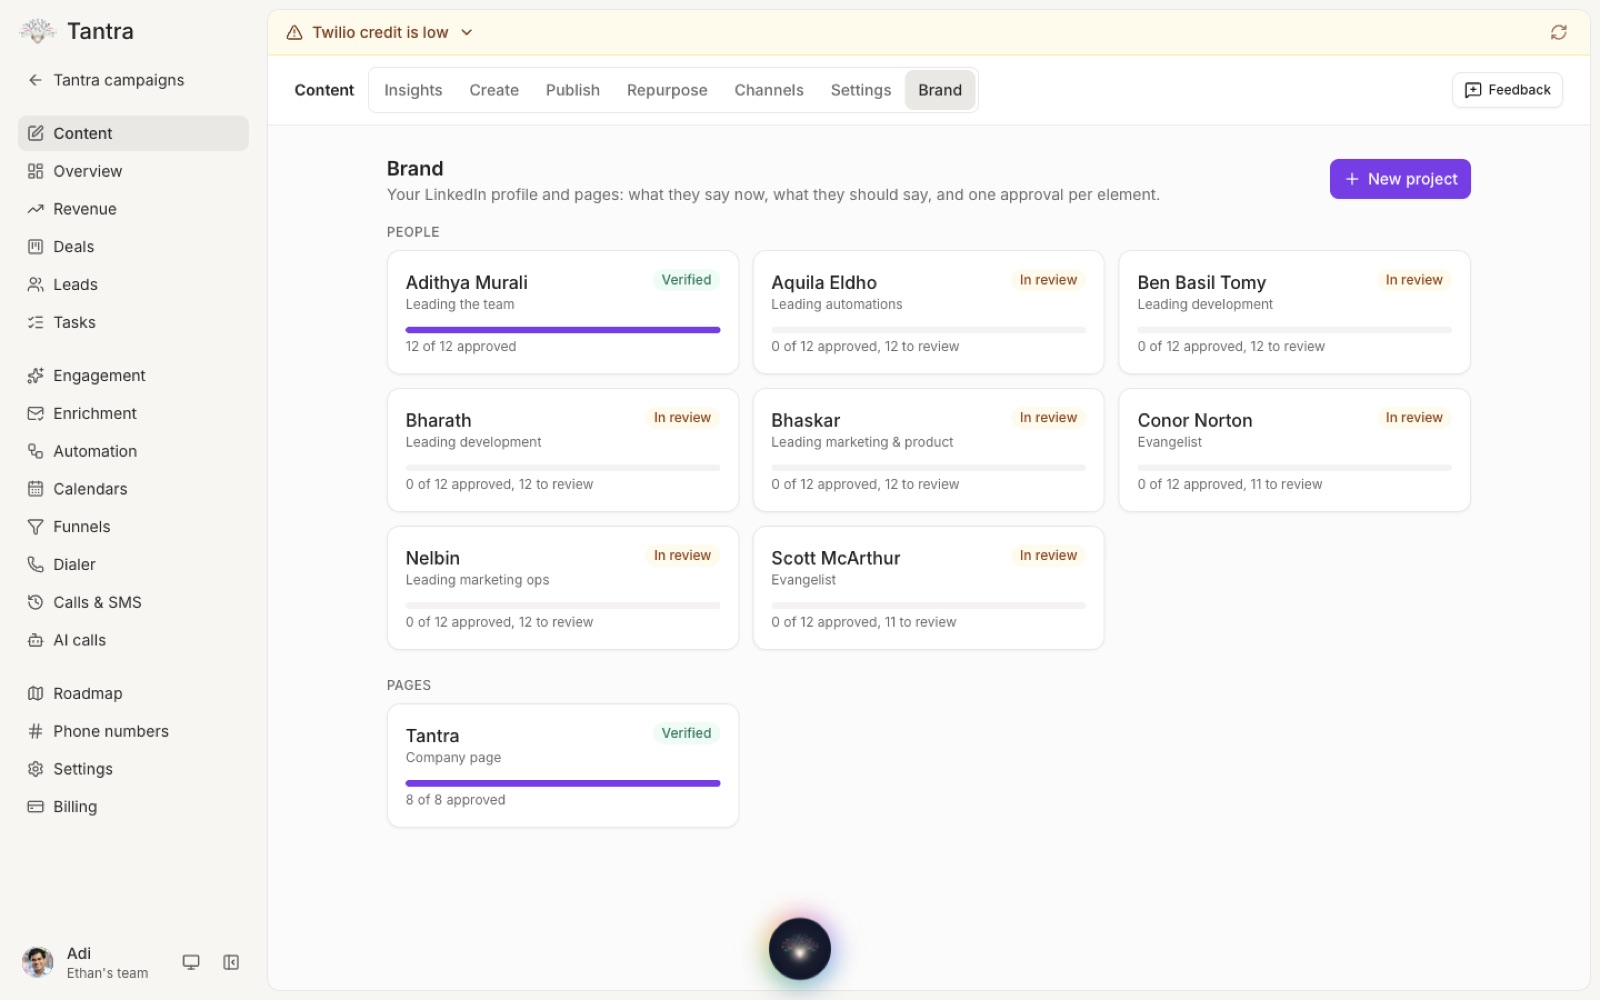 Tantra
Tantra campaigns
Content
Overview
Revenue
Deals
Leads
Tasks
Engagement
Enrichment
Automation
Calendars
Funnels
Dialer
Calls & SMS
AI calls
Roadmap
Phone numbers
Settings
Billing
Adi
Ethan's team
Twilio credit is low
Content Insights Create Publish Repurpose Channels Settings Brand
Feedback
Brand
Your LinkedIn profile and pages: what they say now, what they should say, and one approval per element.
New project
PEOPLE
Adithya Murali Verified
Leading the team
12 of 12 approved
Aquila Eldho In review
Leading automations
0 of 12 approved, 12 to review
Ben Basil Tomy In review
Leading development
0 of 12 approved, 12 to review
Bharath In review
Leading development
0 of 12 approved, 12 to review
Bhaskar In review
Leading marketing & product
0 of 12 approved, 12 to review
Conor Norton In review
Evangelist
0 of 12 approved, 11 to review
Nelbin In review
Leading marketing ops
0 of 12 approved, 12 to review
Scott McArthur In review
Evangelist
0 of 12 approved, 11 to review
PAGES
Tantra Verified
Company page
8 of 8 approved